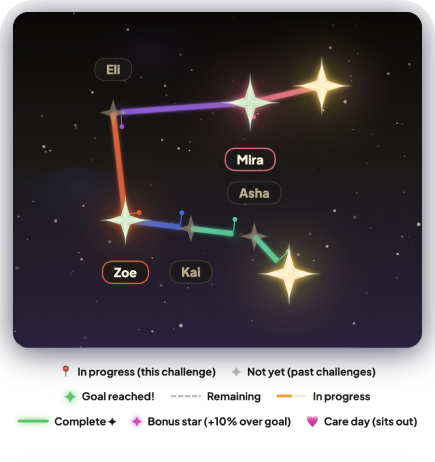 Eli
Mira
Asha
Zoe
Kai
In progress (this challenge)
Not yet (past challenges)
Goal reached!
Remaining
In progress
Complete ✦
Bonus star (+10% over goal)
Care day (sits out)